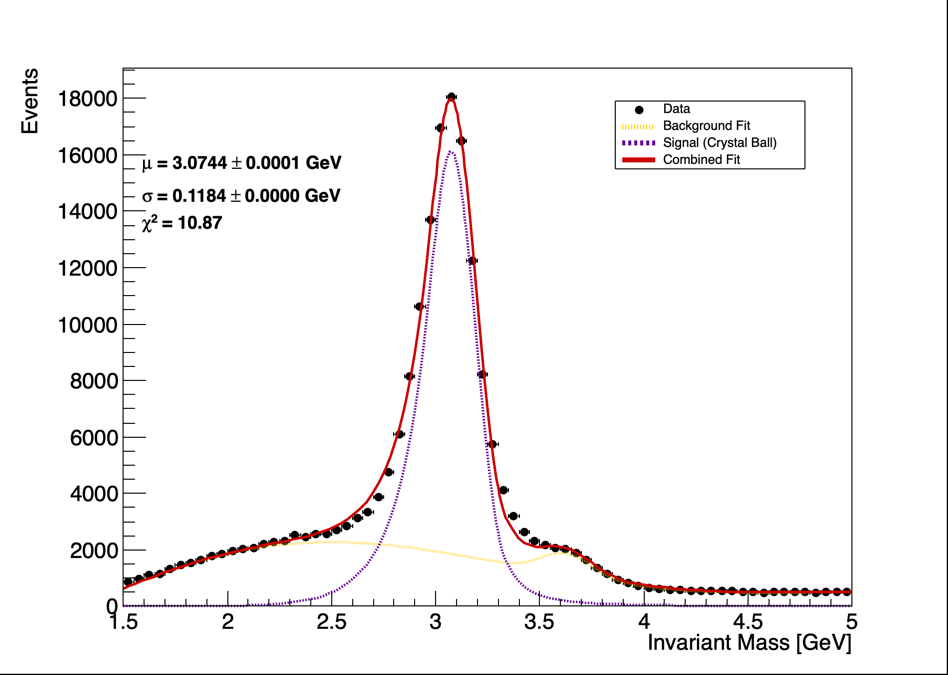 Events
18000
16000
14000
12000
10000
8000
6000
4000
2000
0
μ = 3.0744 ± 0.0001 GeV
σ = 0.1184 ± 0.0000 GeV
χ² = 10.87
Data
Background Fit
Signal (Crystal Ball)
Combined Fit
1.5 2 2.5 3 3.5 4 4.5 5
Invariant Mass [GeV]